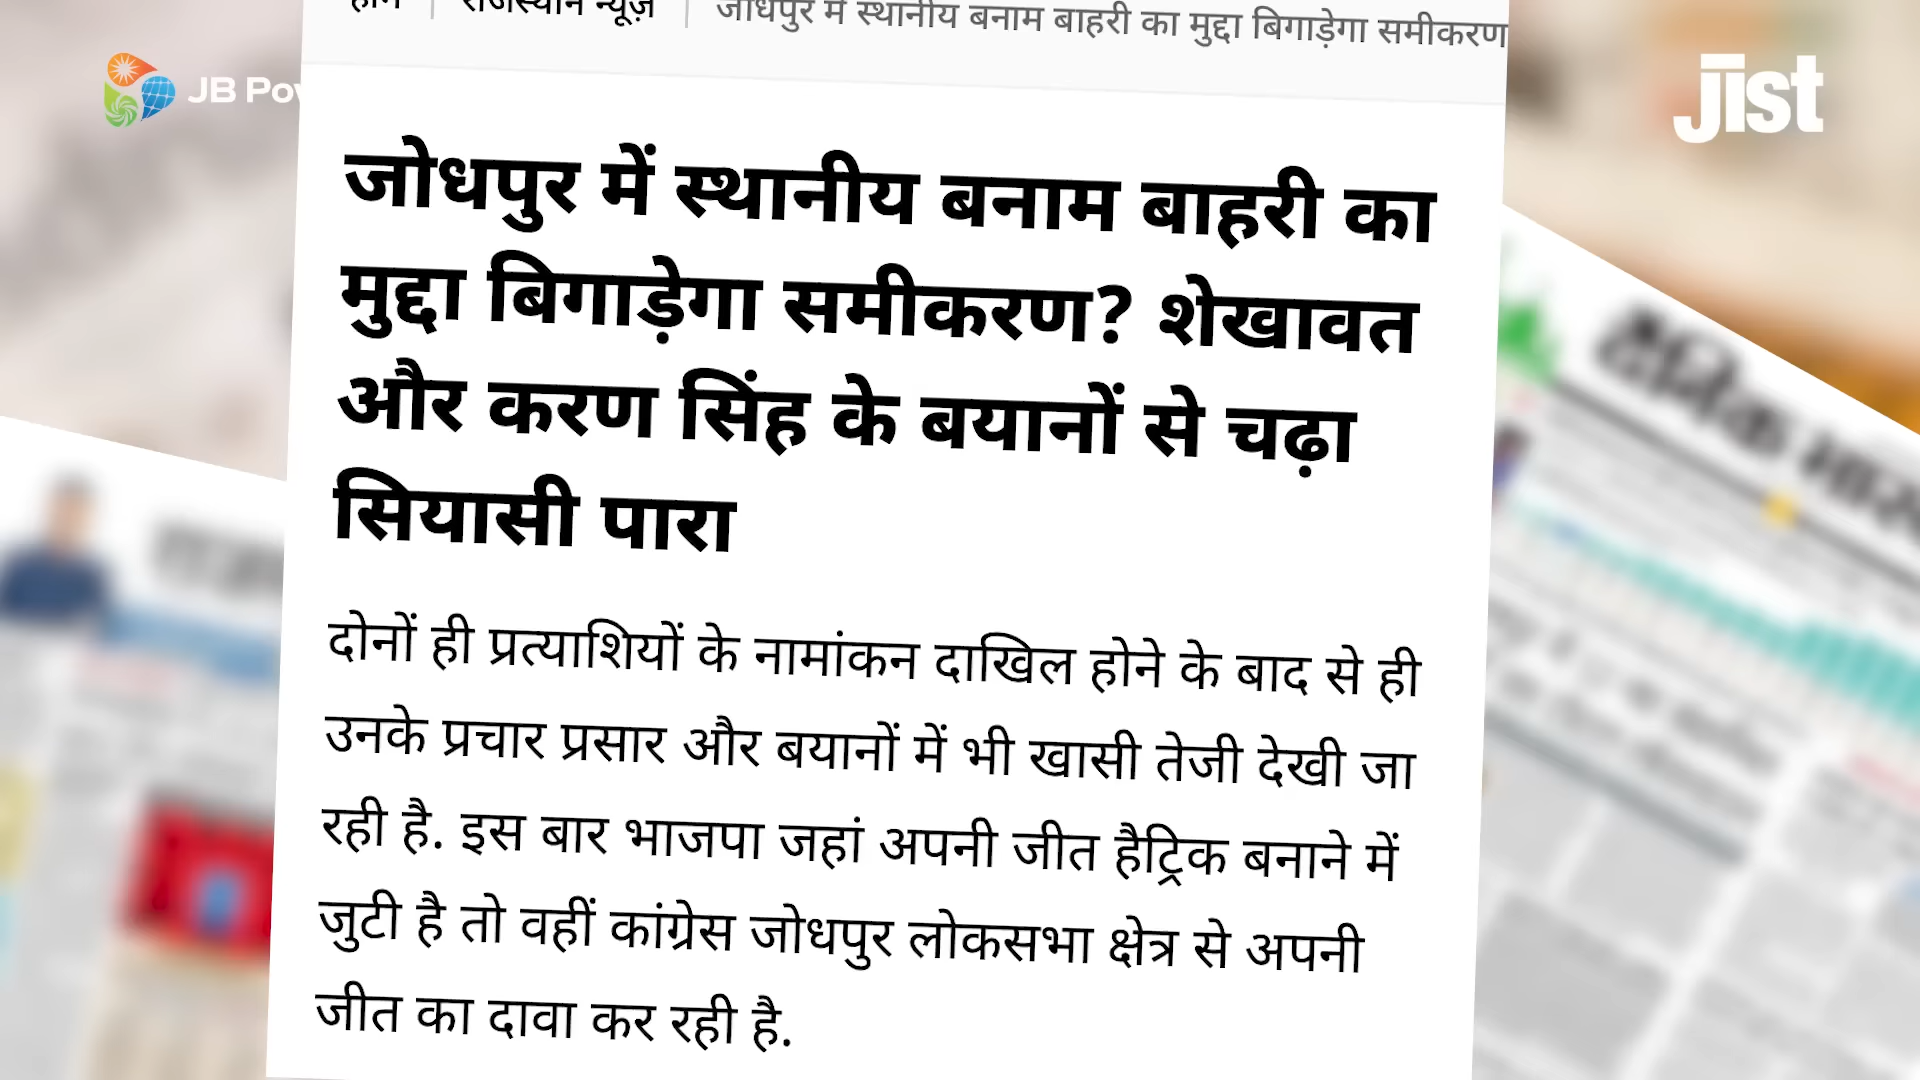 राजस्थान न्यूज़
जोधपुर में स्थानीय बनाम बाहरी का मुद्दा बिगाड़ेगा समीकरण
JB
jist
जोधपुर में स्थानीय बनाम बाहरी का
मुद्दा बिगाड़ेगा समीकरण? शेखावत
और करण सिंह के बयानों से चढ़ा
सियासी पारा
दोनों ही प्रत्याशियों के नामांकन दाखिल होने के बाद से ही
उनके प्रचार प्रसार और बयानों में भी खासी तेजी देखी जा
रही है. इस बार भाजपा जहां अपनी जीत हैट्रिक बनाने में
जुटी है तो वहीं कांग्रेस जोधपुर लोकसभा क्षेत्र से अपनी
जीत का दावा कर रही है.
दैनिक